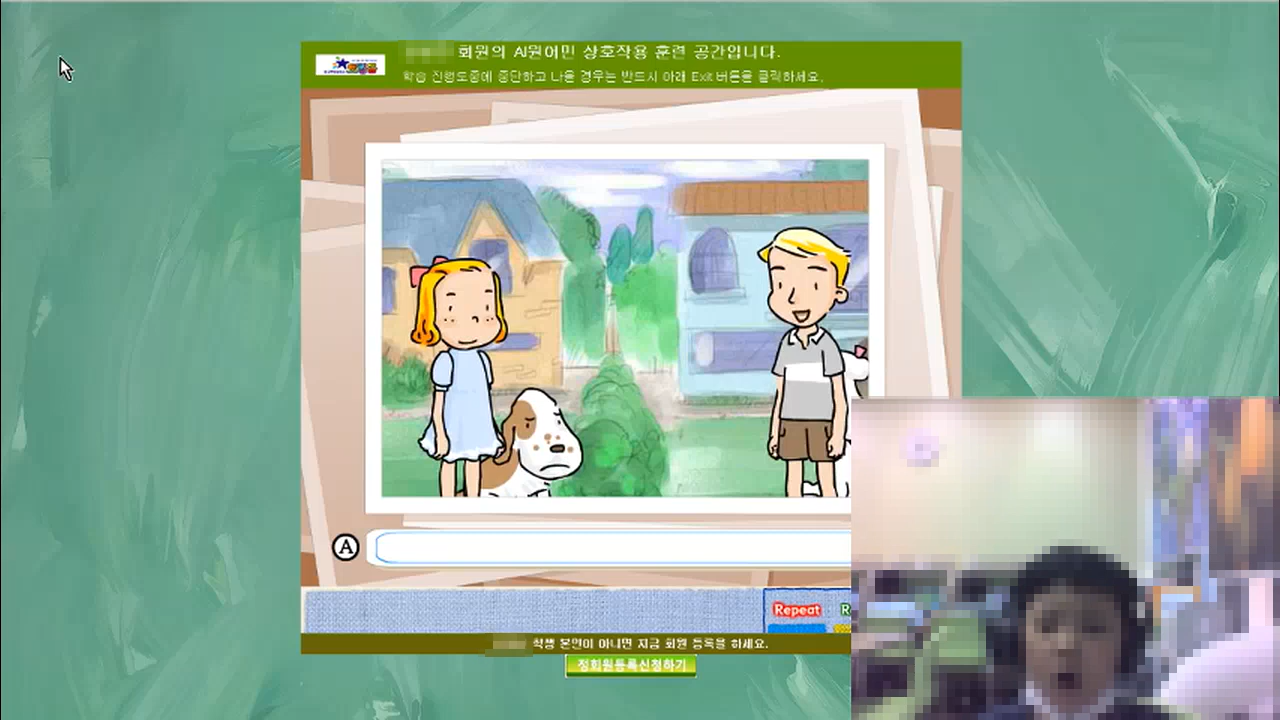 회원의 AI원어민 상호작용 훈련 공간입니다.
학습 진행도중에 중단하고 나올 경우는 반드시 아래 Exit 버튼을 클릭하세요.
A
Repeat
학생 본인이 아니면 지금 회원 등록을 하세요.
정회원등록신청하기